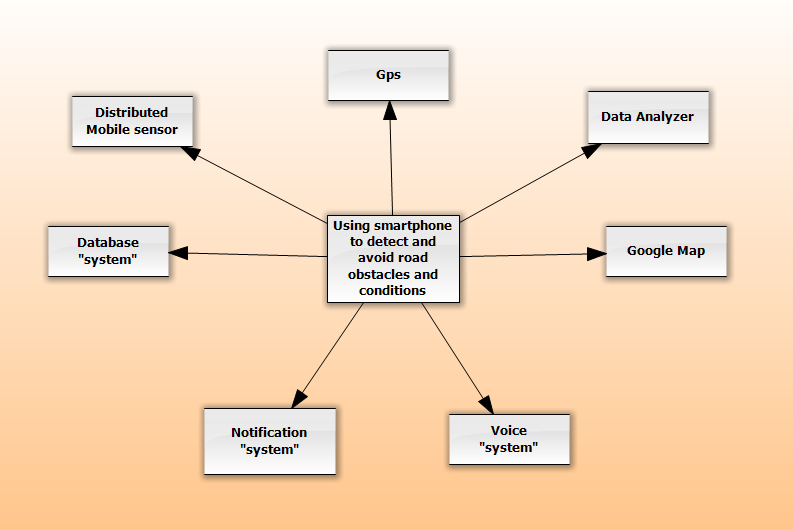 Gps
Distributed
Mobile sensor
Data Analyzer
Using smartphone
to detect and
avoid road
obstacles and
conditions
Database
"system"
Google Map
Notification
"system"
Voice
"system"